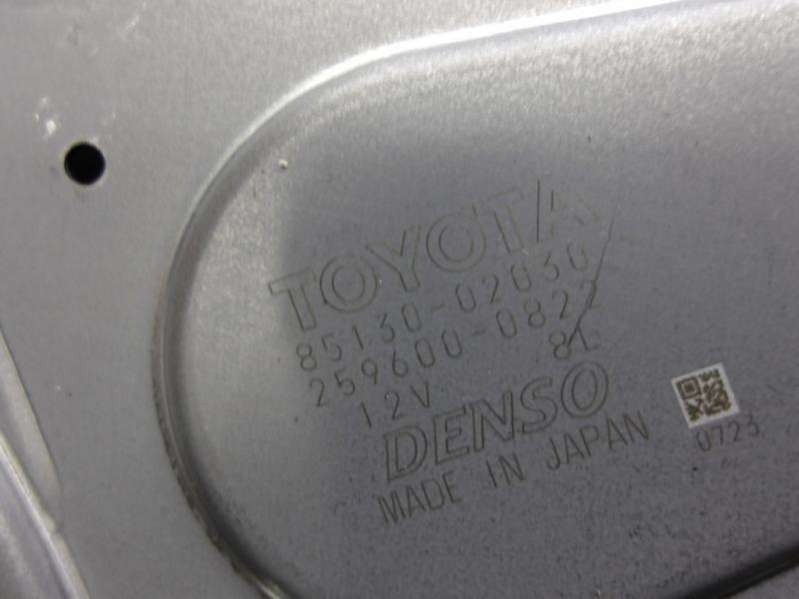 TOYOTA
85130-02030
259600-0822
12V 8L
DENSO
MADE IN JAPAN
0723